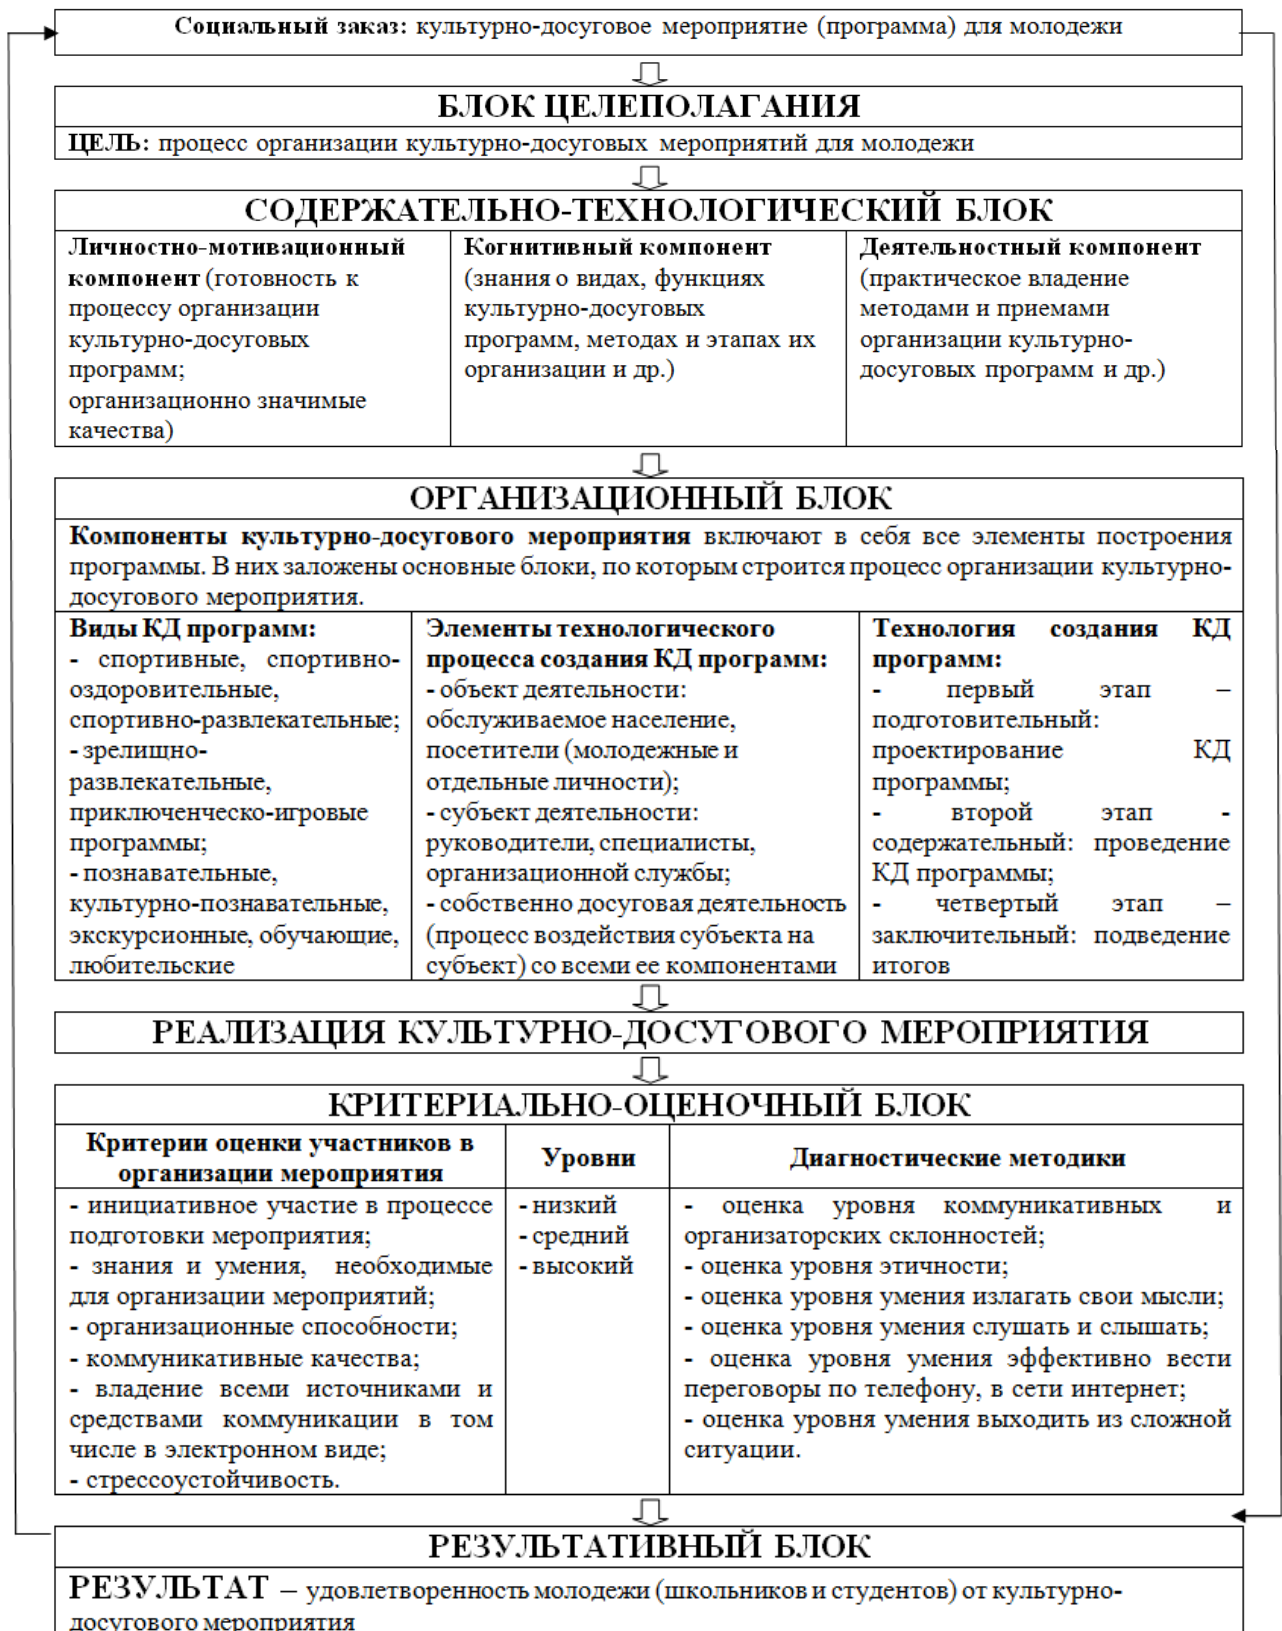 Социальный заказ: культурно-досуговое мероприятие (программа) для молодежи
БЛОК ЦЕЛЕПОЛАГАНИЯ
ЦЕЛЬ: процесс организации культурно-досуговых мероприятий для молодежи
СОДЕРЖАТЕЛЬНО-ТЕХНОЛОГИЧЕСКИЙ БЛОК
Личностно-мотивационный
компонент (готовность к
процессу организации
культурно-досуговых
программ;
организационно значимые
качества)
Когнитивный компонент
(знания о видах, функциях
культурно-досуговых
программ, методах и этапах их
организации и др.)
Деятельностный компонент
(практическое владение
методами и приемами
организации культурно-
досуговых программ и др.)
ОРГАНИЗАЦИОННЫЙ БЛОК
Компоненты культурно-досугового мероприятия включают в себя все элементы построения
программы. В них заложены основные блоки, по которым строится процесс организации культурно-
досугового мероприятия.
Виды КД программ:
- спортивные, спортивно-
оздоровительные,
спортивно-развлекательные;
- зрелищно-
развлекательные,
приключенческо-игровые
программы;
- познавательные,
культурно-познавательные,
экскурсионные, обучающие,
любительские
Элементы технологического
процесса создания КД программ:
- объект деятельности:
обслуживаемое население,
посетители (молодежные и
отдельные личности);
- субъект деятельности:
руководители, специалисты,
организационной службы;
- собственно досуговая деятельность
(процесс воздействия субъекта на
субъект) со всеми ее компонентами
Технология создания КД
программ:
- первый этап –
подготовительный:
проектирование КД
программы;
- второй этап -
содержательный: проведение
КД программы;
- четвертый этап –
заключительный: подведение
итогов
РЕАЛИЗАЦИЯ КУЛЬТУРНО-ДОСУГОВОГО МЕРОПРИЯТИЯ
КРИТЕРИАЛЬНО-ОЦЕНОЧНЫЙ БЛОК
Критерии оценки участников в
организации мероприятия
Уровни
Диагностические методики
- инициативное участие в процессе
подготовки мероприятия;
- знания и умения, необходимые
для организации мероприятий;
- организационные способности;
- коммуникативные качества;
- владение всеми источниками и
средствами коммуникации в том
числе в электронном виде;
- стрессоустойчивость.
- низкий
- средний
- высокий
- оценка уровня коммуникативных и
организаторских склонностей;
- оценка уровня этичности;
- оценка уровня умения излагать свои мысли;
- оценка уровня умения слушать и слышать;
- оценка уровня умения эффективно вести
переговоры по телефону, в сети интернет;
- оценка уровня умения выходить из сложной
ситуации.
РЕЗУЛЬТАТИВНЫЙ БЛОК
РЕЗУЛЬТАТ – удовлетворенность молодежи (школьников и студентов) от культурно-
досугового мероприятия